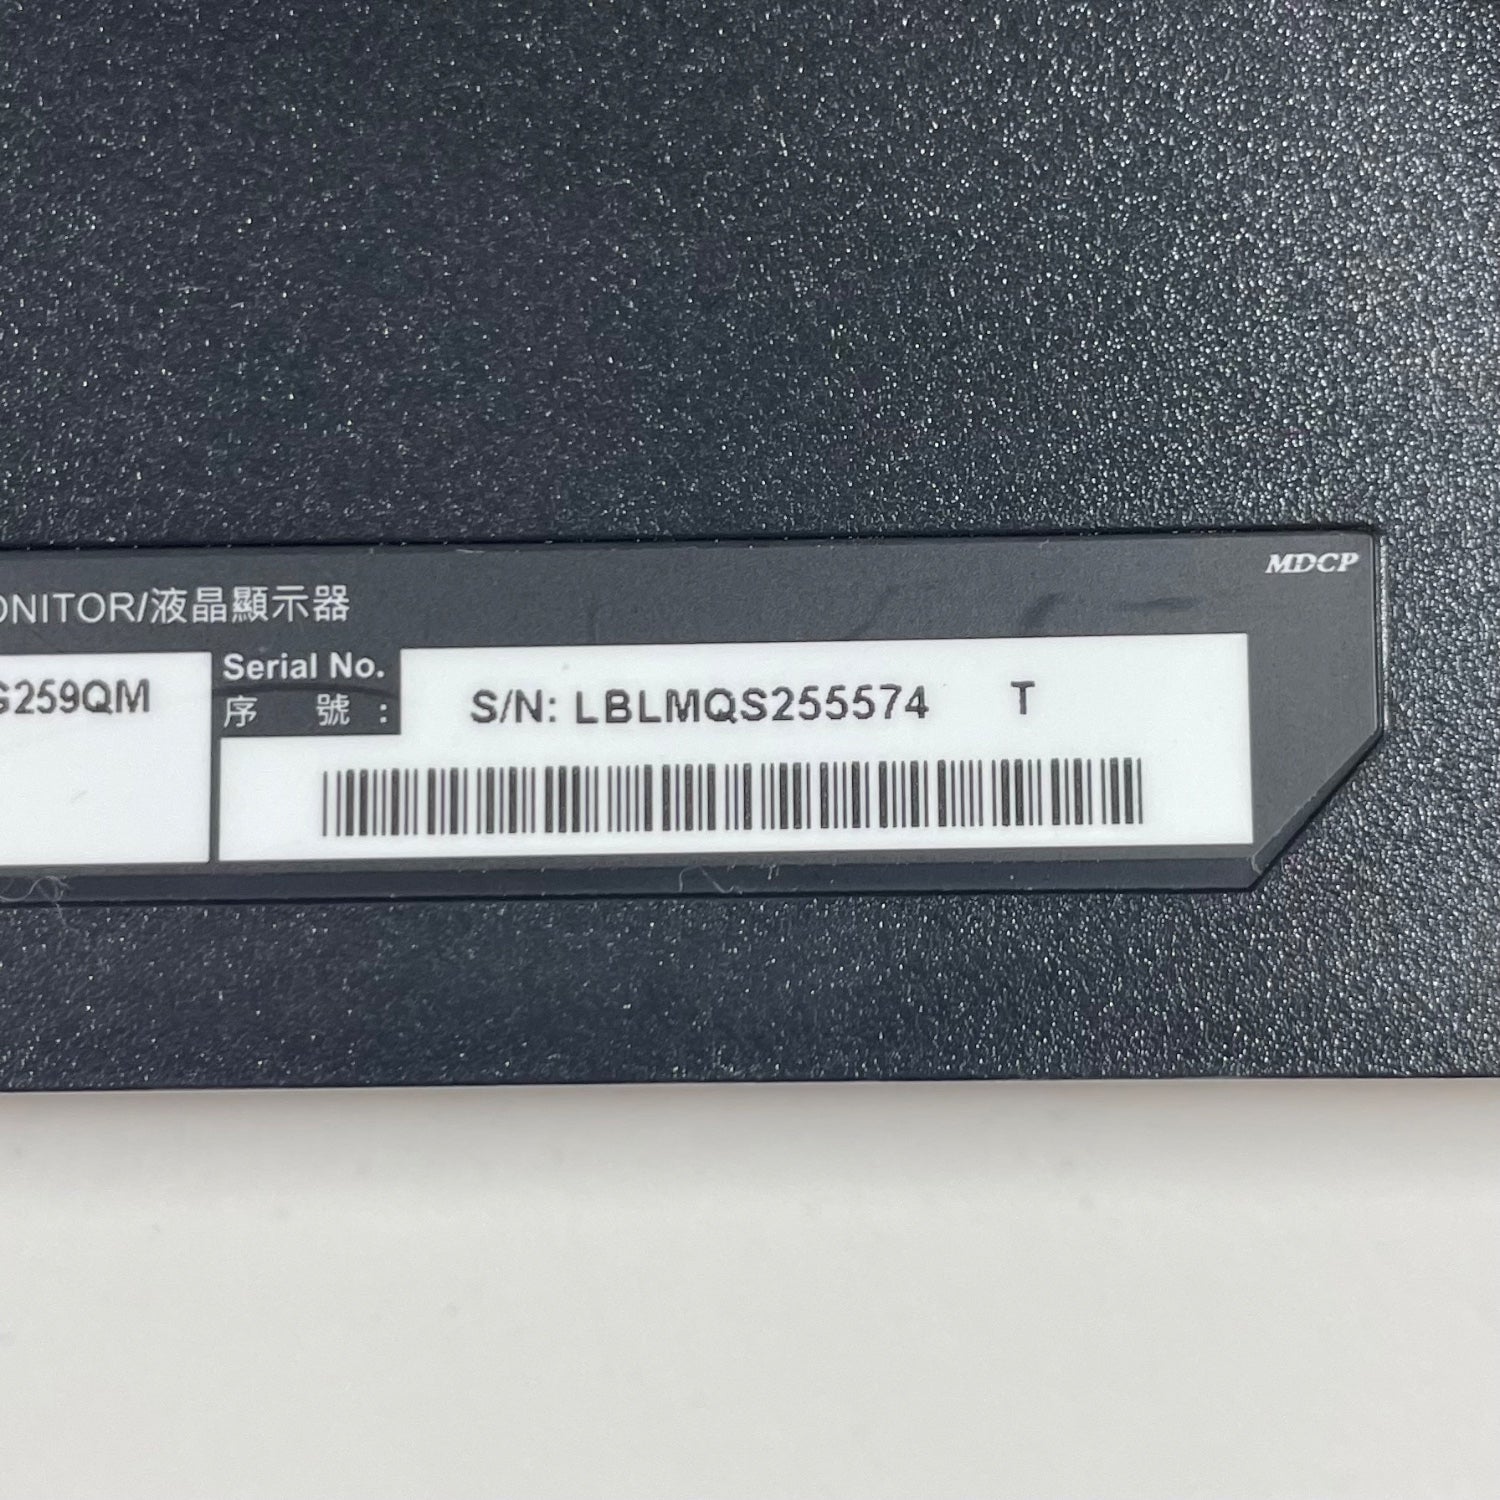 MDCP
ONITOR/液晶顯示器
G259QM
Serial No.
序 號 :
S/N: LBLMQS255574 T